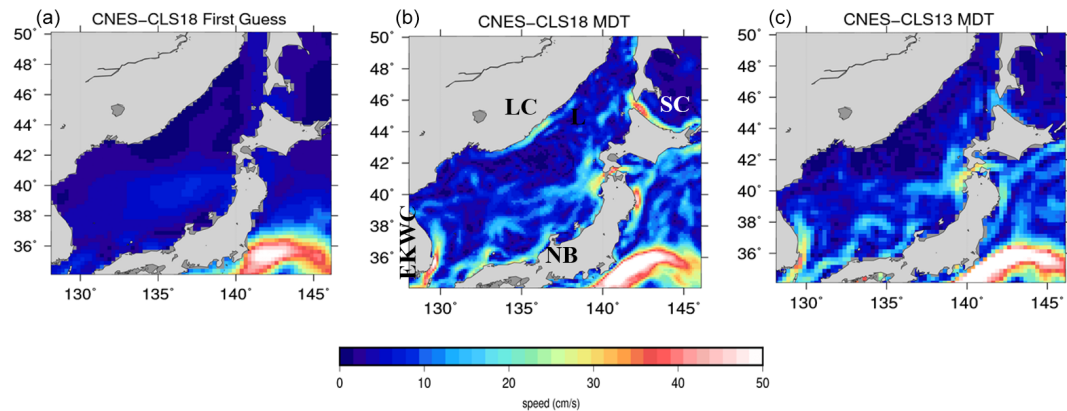 (a) CNES-CLS18 First Guess
50°
48°
46°
44°
42°
40°
38°
36°
130° 135° 140° 145°
(b) CNES-CLS18 MDT
50°
48°
46°
44°
42°
40°
38°
36°
LC
L
SC
EKWC
NB
130° 135° 140° 145°
(c) CNES-CLS13 MDT
50°
48°
46°
44°
42°
40°
38°
36°
130° 135° 140° 145°
0 10 20 30 40 50
speed (cm/s)